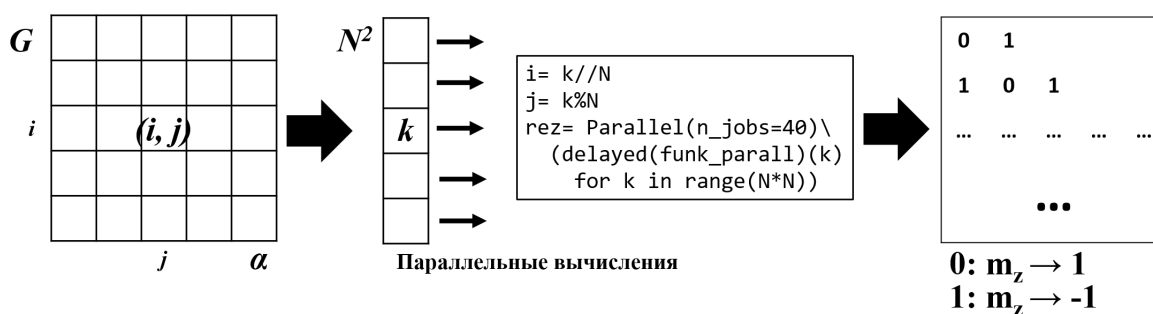 G
i
(i, j)
j
α
N²
k
Параллельные вычисления
i= k//N
j= k%N
rez= Parallel(n_jobs=40)\
(delayed(funk_parall)(k)
for k in range(N*N))
0 1
1 0 1
... ... ... ... ...
...
0: m_z → 1
1: m_z → -1